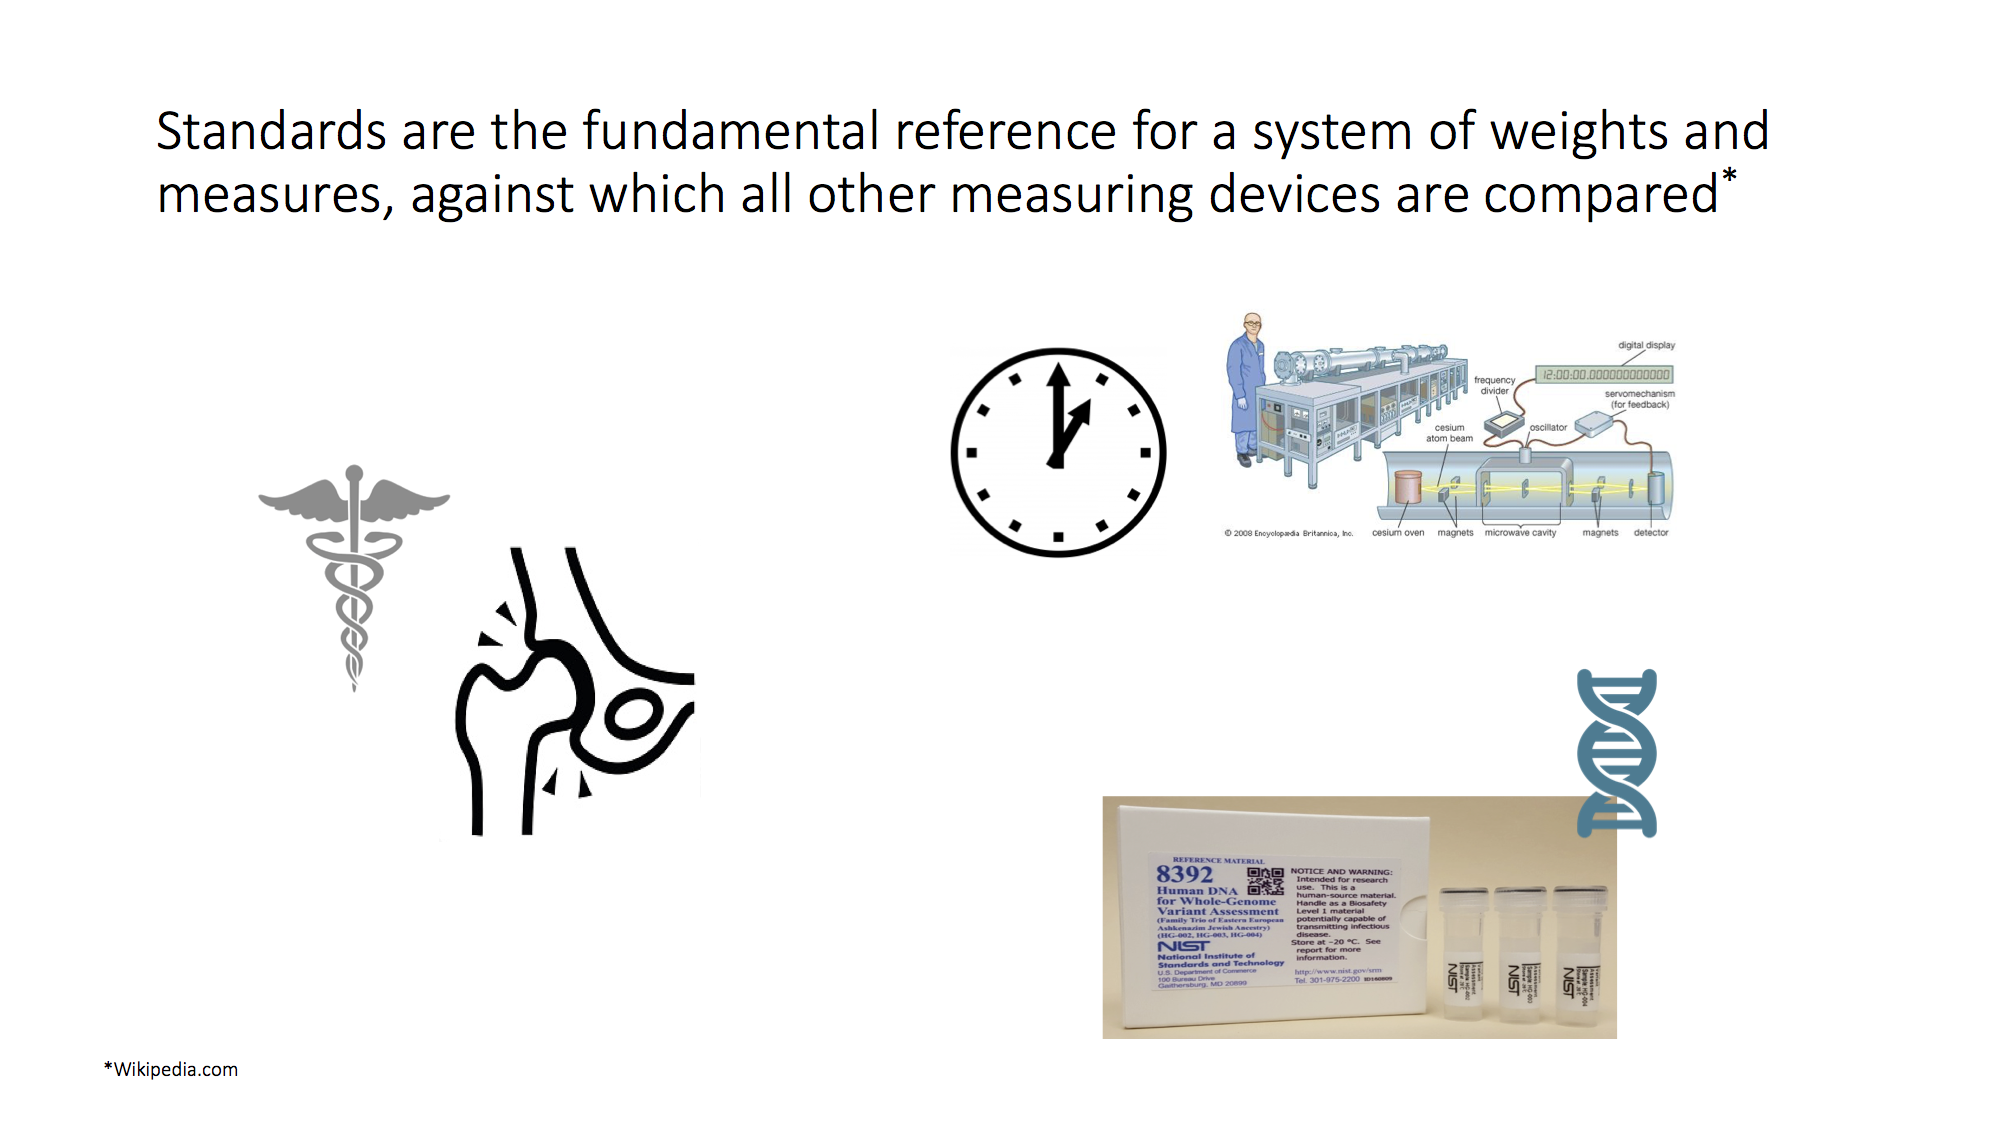 Standards are the fundamental reference for a system of weights and
measures, against which all other measuring devices are compared*
digital display
12:00:00.000000000000
frequency
divider
servomechanism
(for feedback)
cesium
atom beam
oscillator
© 2008 Encyclopædia Britannica, Inc.
cesium oven
magnets
microwave cavity
magnets
detector
REFERENCE MATERIAL
8392
Human DNA
for Whole-Genome
Variant Assessment
(Family Trio of Eastern European
Ashkenazim Jewish Ancestry)
(HG-002, HG-003, HG-004)
NIST
National Institute of
Standards and Technology
U.S. Department of Commerce
100 Bureau Drive
Gaithersburg, MD 20899
NOTICE AND WARNING:
Intended for research
use. This is a
human-source material.
Handle as a Biosafety
Level 1 material
potentially capable of
transmitting infectious
disease.
Store at -20 °C. See
report for more
information.
http://www.nist.gov/srm
Tel. 301-975-2200
NIST
NIST
NIST
*Wikipedia.com